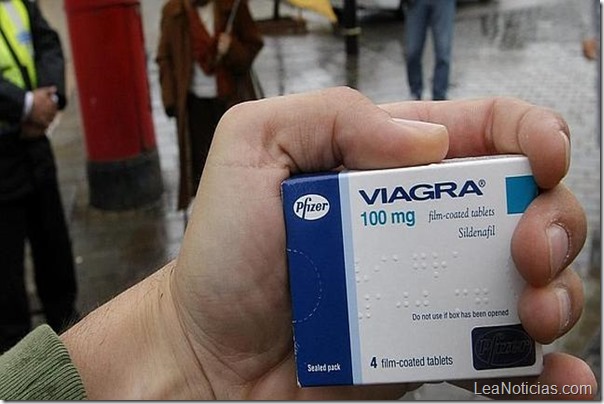 Pfizer
VIAGRA®
100 mg film-coated tablets
Sildenafil
Do not use if box has been opened
Sealed pack
4 film-coated tablets
Pfizer
LeaNoticias.com